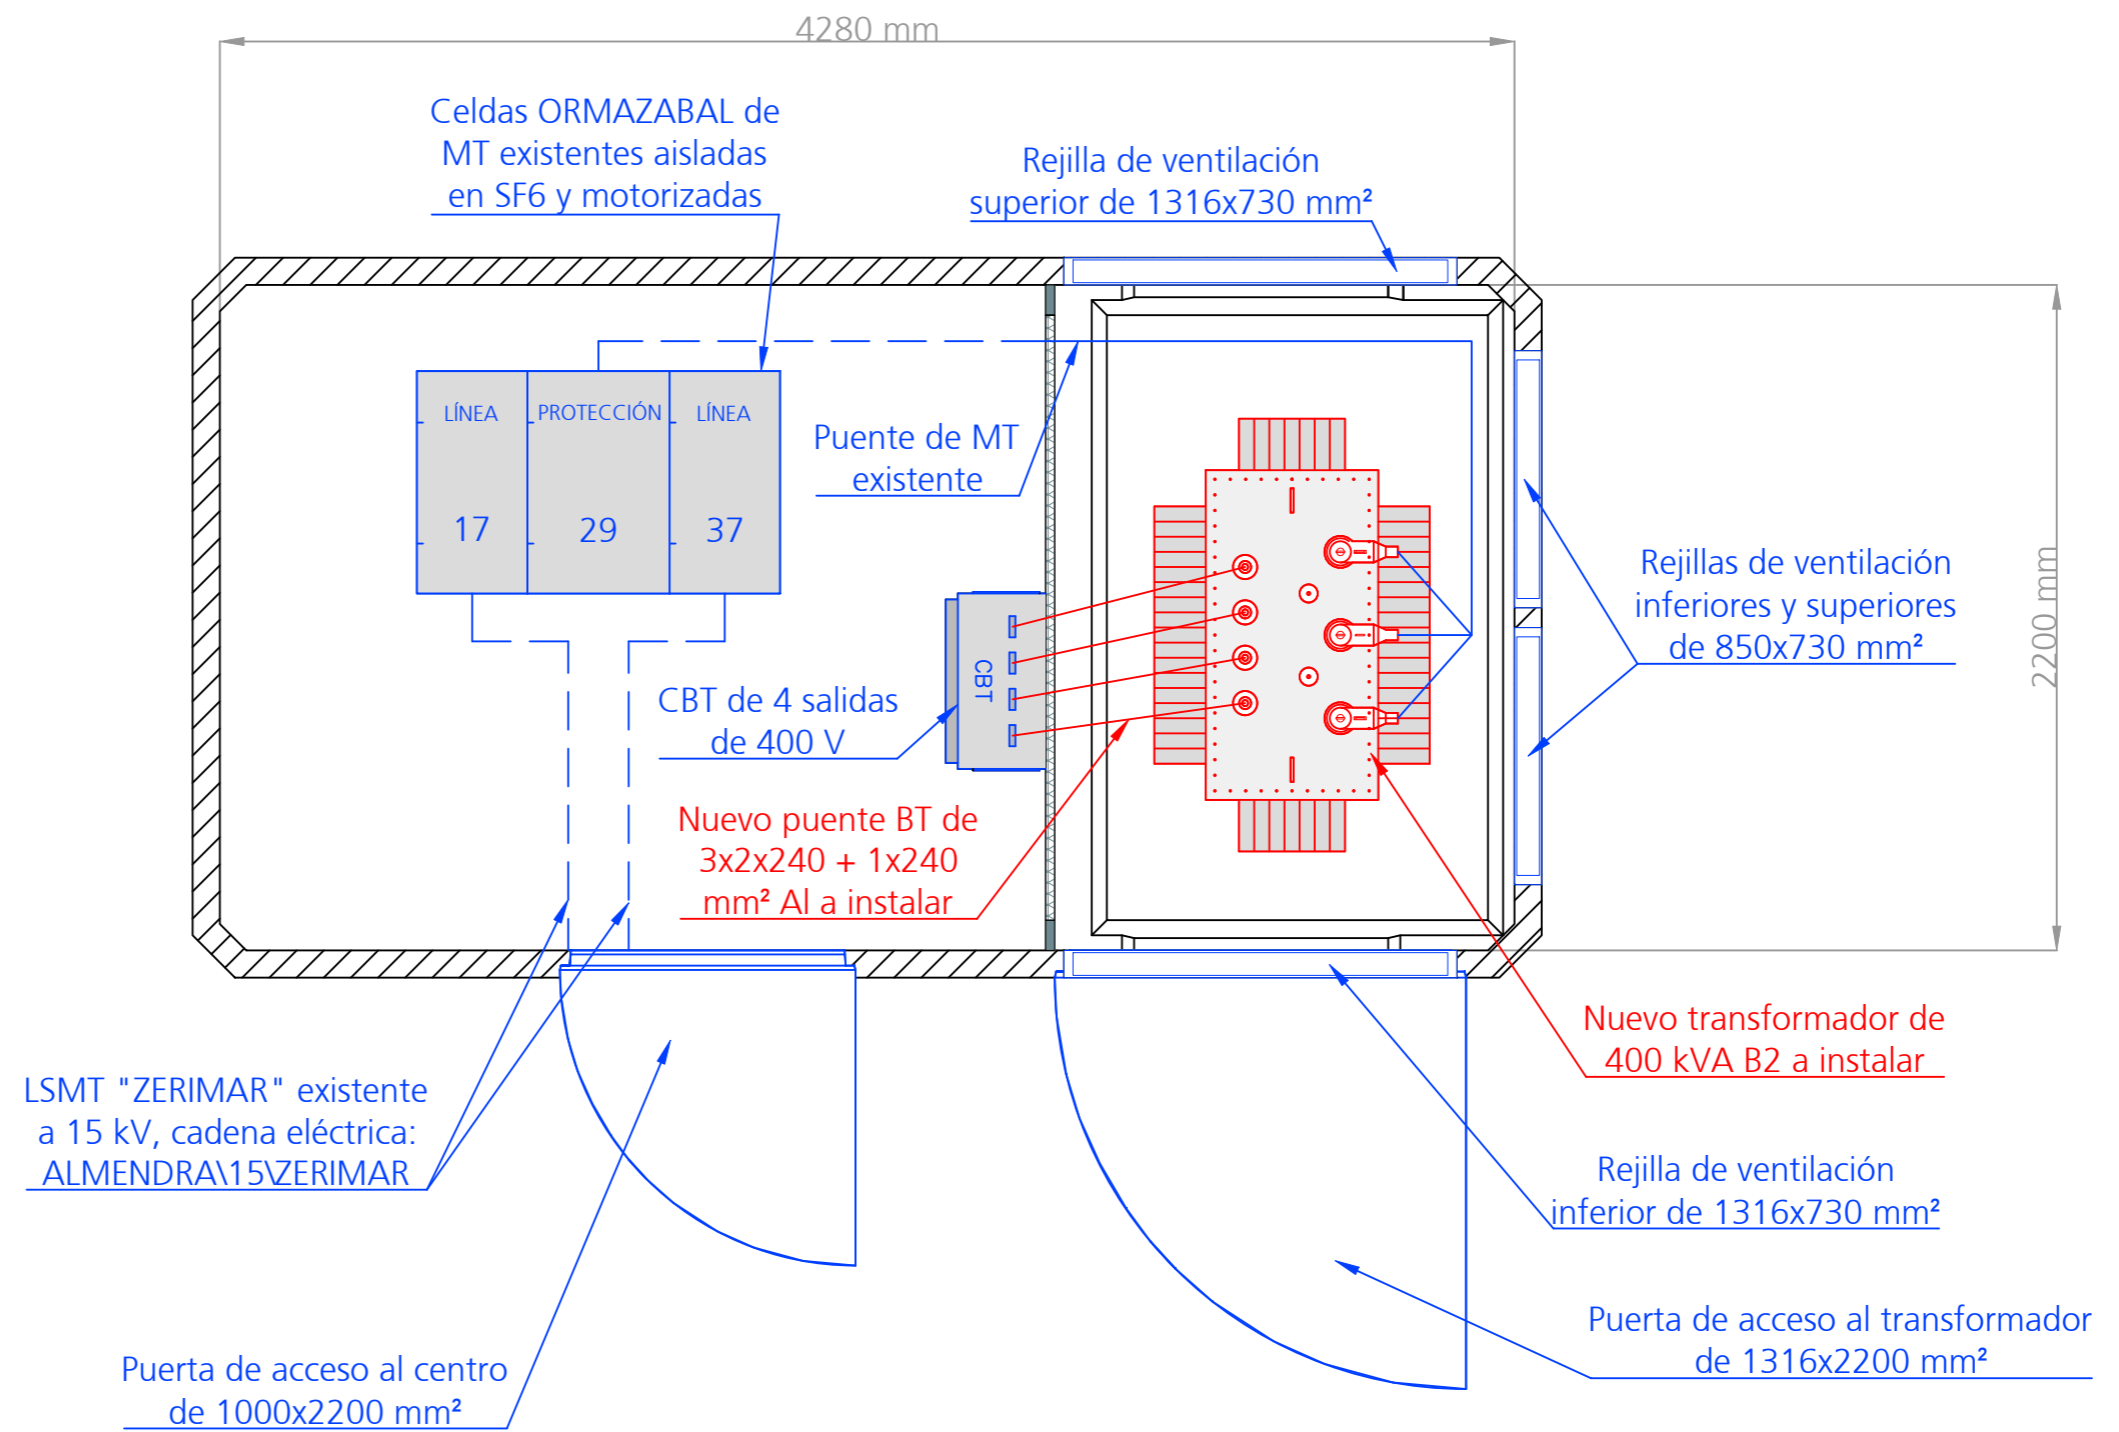 4280 mm
Celdas ORMAZABAL de
MT existentes aisladas
en SF6 y motorizadas
Rejilla de ventilación
superior de 1316x730 mm²
LÍNEA
PROTECCIÓN
LÍNEA
17
29
37
Puente de MT
existente
Rejillas de ventilación
inferiores y superiores
de 850x730 mm²
2200 mm
CBT
CBT de 4 salidas
de 400 V
Nuevo puente BT de
3x2x240 + 1x240
mm² Al a instalar
Nuevo transformador de
400 kVA B2 a instalar
LSMT "ZERIMAR" existente
a 15 kV, cadena eléctrica:
ALMENDRA\15\ZERIMAR
Rejilla de ventilación
inferior de 1316x730 mm²
Puerta de acceso al transformador
de 1316x2200 mm²
Puerta de acceso al centro
de 1000x2200 mm²